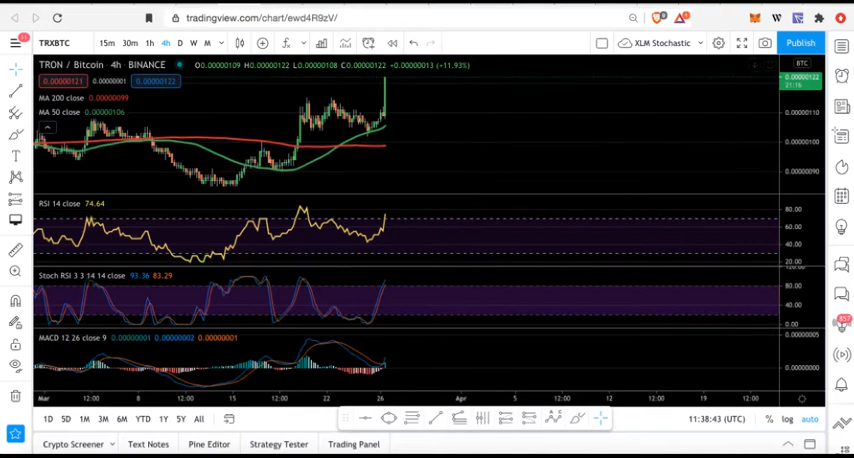 tradingview.com/chart/ewd4R9zV/
11
TRXBTC 15m 30m 1h 4h D W M XLM Stochastic Publish
TRON / Bitcoin 4h BINANCE O0.00000109 H0.00000122 L0.00000108 C0.00000122 +0.00000013 (+11.93%)
BTC
0.00000121 0.00000001 0.00000122
0.00000122
21:16
MA 200 close 0.00000099
MA 50 close 0.00000106
0.00000110
0.00000100
0.00000090
RSI 14 close 74.64
80.00
60.00
40.00
20.00
Stoch RSI 3 3 14 14 close 93.36 83.29
120.00
80.00
40.00
0.00
MACD 12 26 close 9 0.00000001 0.00000002 0.00000001
0.00000005
0.00000000
857
Mar 12:00 8 12:00 15 12:00 22 26 Apr 5 12:00 12 12:00 19 12:00
1D 5D 1M 3M 6M YTD 1Y 5Y All 11:38:43 (UTC) % log auto
Crypto Screener Text Notes Pine Editor Strategy Tester Trading Panel